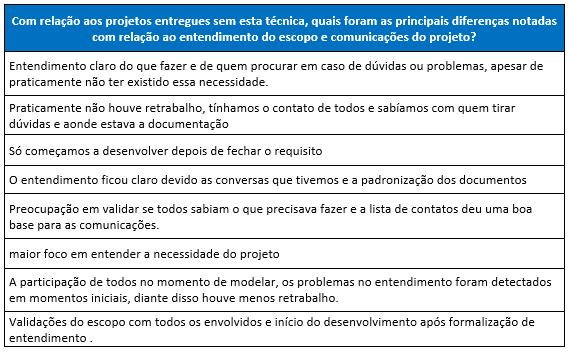 Com relação aos projetos entregues sem esta técnica, quais foram as principais diferenças notadas
com relação ao entendimento do escopo e comunicações do projeto?
Entendimento claro do que fazer e de quem procurar em caso de dúvidas ou problemas, apesar de
praticamente não ter existido essa necessidade.
Praticamente não houve retrabalho, tínhamos o contato de todos e sabíamos com quem tirar
dúvidas e aonde estava a documentação
Só começamos a desenvolver depois de fechar o requisito
O entendimento ficou claro devido as conversas que tivemos e a padronização dos documentos
Preocupação em validar se todos sabiam o que precisava fazer e a lista de contatos deu uma boa
base para as comunicações.
maior foco em entender a necessidade do projeto
A participação de todos no momento de modelar, os problemas no entendimento foram detectados
em momentos iniciais, diante disso houve menos retrabalho.
Validações do escopo com todos os envolvidos e início do desenvolvimento após formalização de
entendimento .